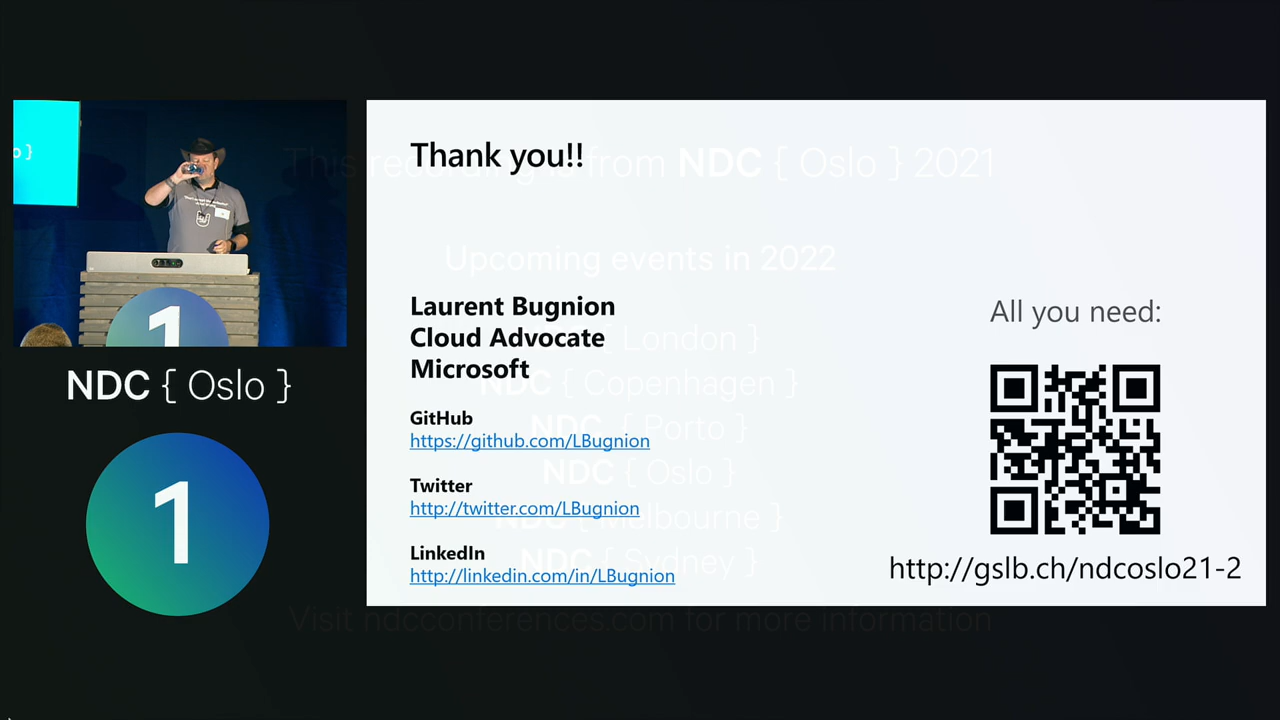 o }
1
NDC { Oslo }
1
Thank you!!
Laurent Bugnion
Cloud Advocate
Microsoft
GitHub
https://github.com/LBugnion
Twitter
http://twitter.com/LBugnion
LinkedIn
http://linkedin.com/in/LBugnion
All you need:
http://gslb.ch/ndcoslo21-2
This recording is from NDC { Oslo } 2021
Upcoming events in 2022
{ London }
NDC { Copenhagen }
NDC { Porto }
NDC { Oslo }
NDC { Melbourne }
NDC { Sydney }
Visit ndcconferences.com for more information